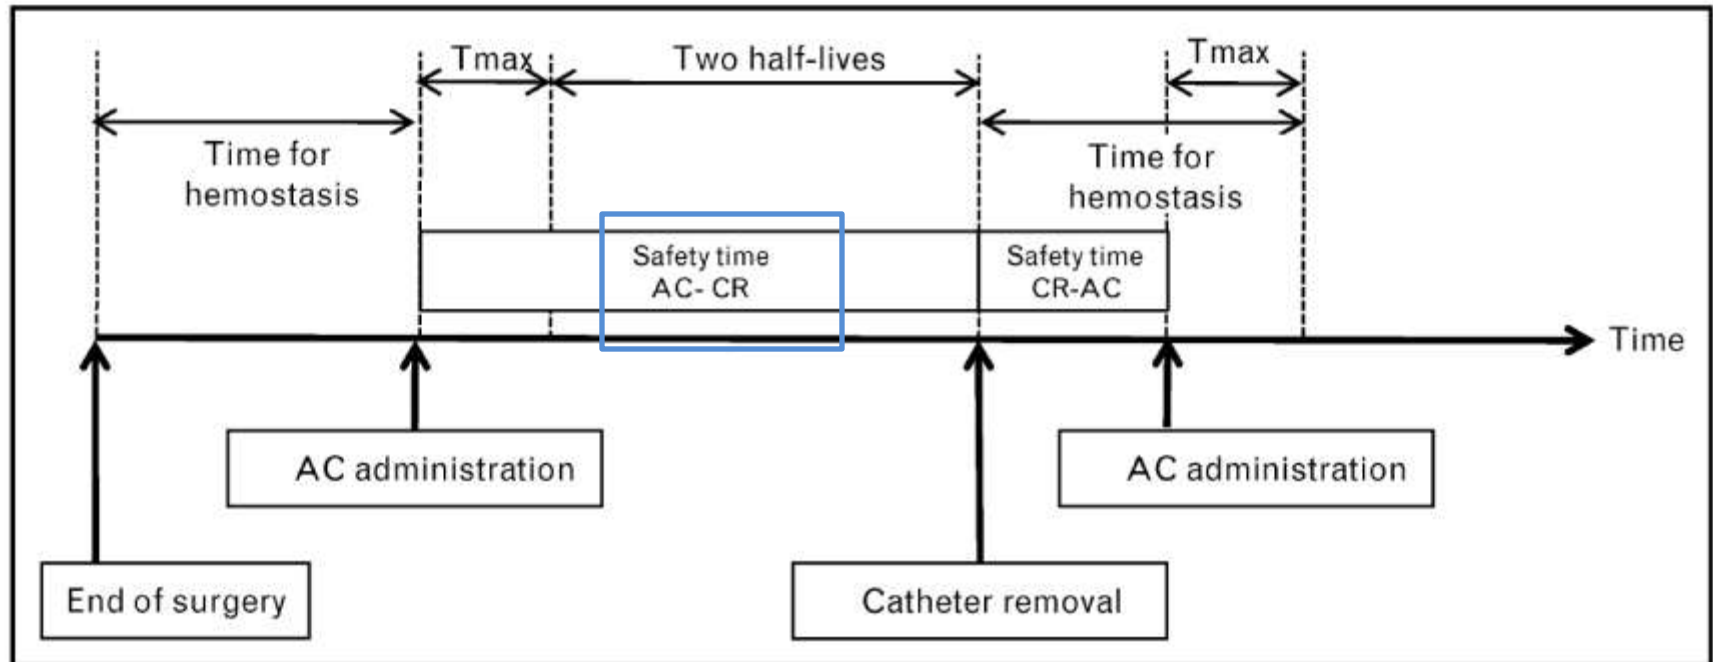 Tmax
Two half-lives
Tmax
Time for
hemostasis
Time for
hemostasis
Safety time
AC- CR
Safety time
CR-AC
Time
AC administration
AC administration
End of surgery
Catheter removal